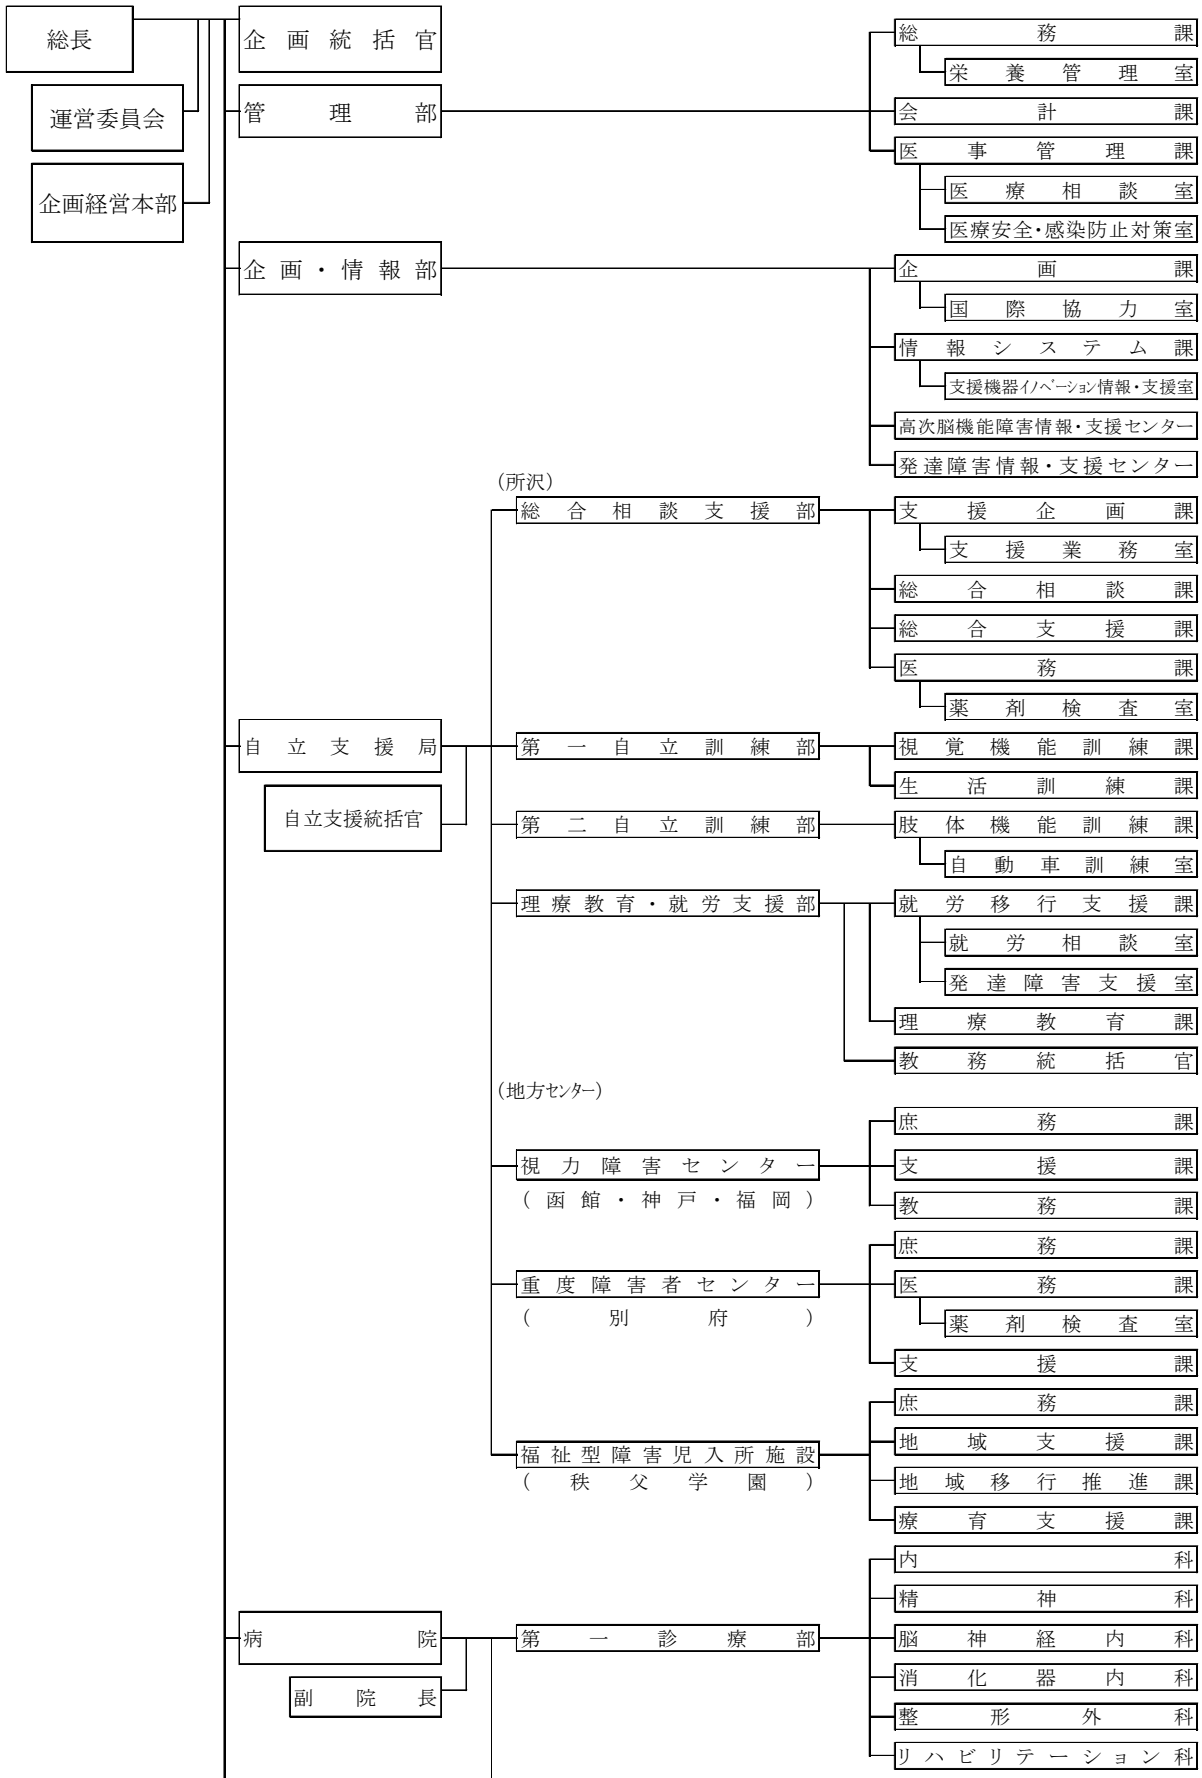 総長
企画統括官
総務課
栄養管理室
運営委員会
管理部
会計課
医事管理課
企画経営本部
医療相談室
医療安全・感染防止対策室
企画・情報部
企画課
国際協力室
情報システム課
支援機器イノベーション情報・支援室
高次脳機能障害情報・支援センター
発達障害情報・支援センター
(所沢)
総合相談支援部
支援企画課
支援業務室
総合相談課
総合支援課
医務課
薬剤検査室
自立支援局
第一自立訓練部
視覚機能訓練課
生活訓練課
自立支援統括官
第二自立訓練部
肢体機能訓練課
自動車訓練室
理療教育・就労支援部
就労移行支援課
就労相談室
発達障害支援室
理療教育課
教務統括官
(地方センター)
庶務課
視力障害センター
支援課
(函館・神戸・福岡)
教務課
庶務課
重度障害者センター
医務課
(別府)
薬剤検査室
支援課
庶務課
地域支援課
福祉型障害児入所施設
(秩父学園)
地域移行推進課
療育支援課
内科
精神科
病院
第一診療部
脳神経内科
消化器内科
副院長
整形外科
リハビリテーション科